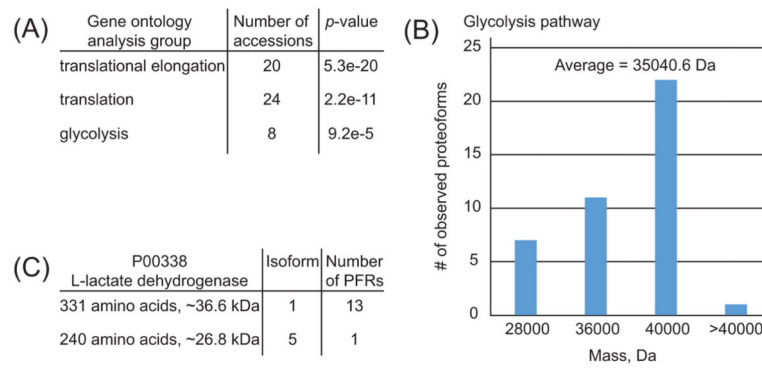 (A)
Gene ontology Number of p-value
analysis group accessions
translational elongation 20 5.3e-20
translation 24 2.2e-11
glycolysis 8 9.2e-5
(C)
P00338 Isoform Number
L-lactate dehydrogenase of PFRs
331 amino acids, ~36.6 kDa 1 13
240 amino acids, ~26.8 kDa 5 1
(B)
Glycolysis pathway
Average = 35040.6 Da
# of observed proteoforms
25
20
15
10
5
0
28000 36000 40000 >40000
Mass, Da